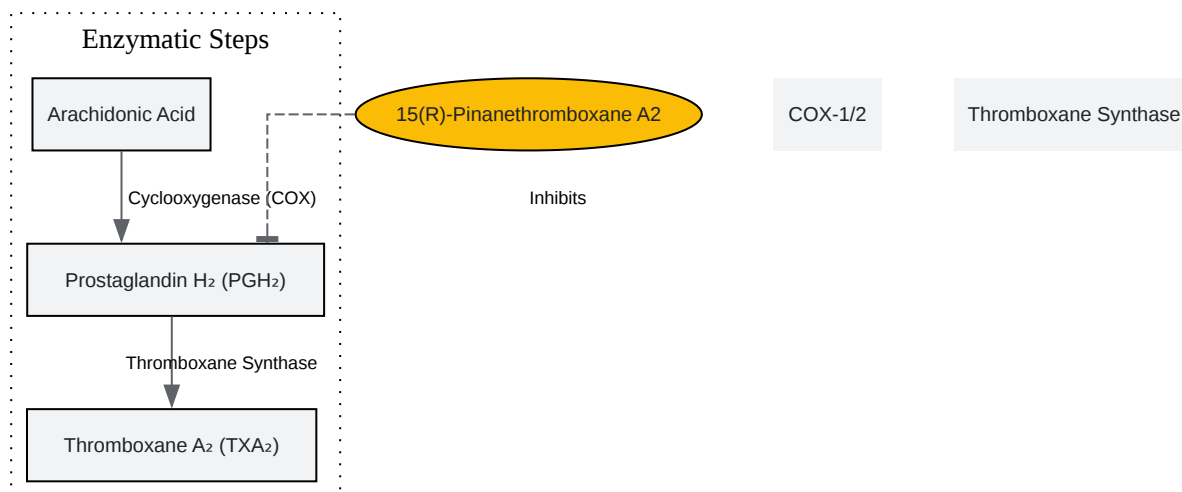 Enzymatic Steps
Arachidonic Acid
15(R)-Pinanethromboxane A2
COX-1/2
Thromboxane Synthase
Cyclooxygenase (COX)
Inhibits
Prostaglandin H₂ (PGH₂)
Thromboxane Synthase
Thromboxane A₂ (TXA₂)